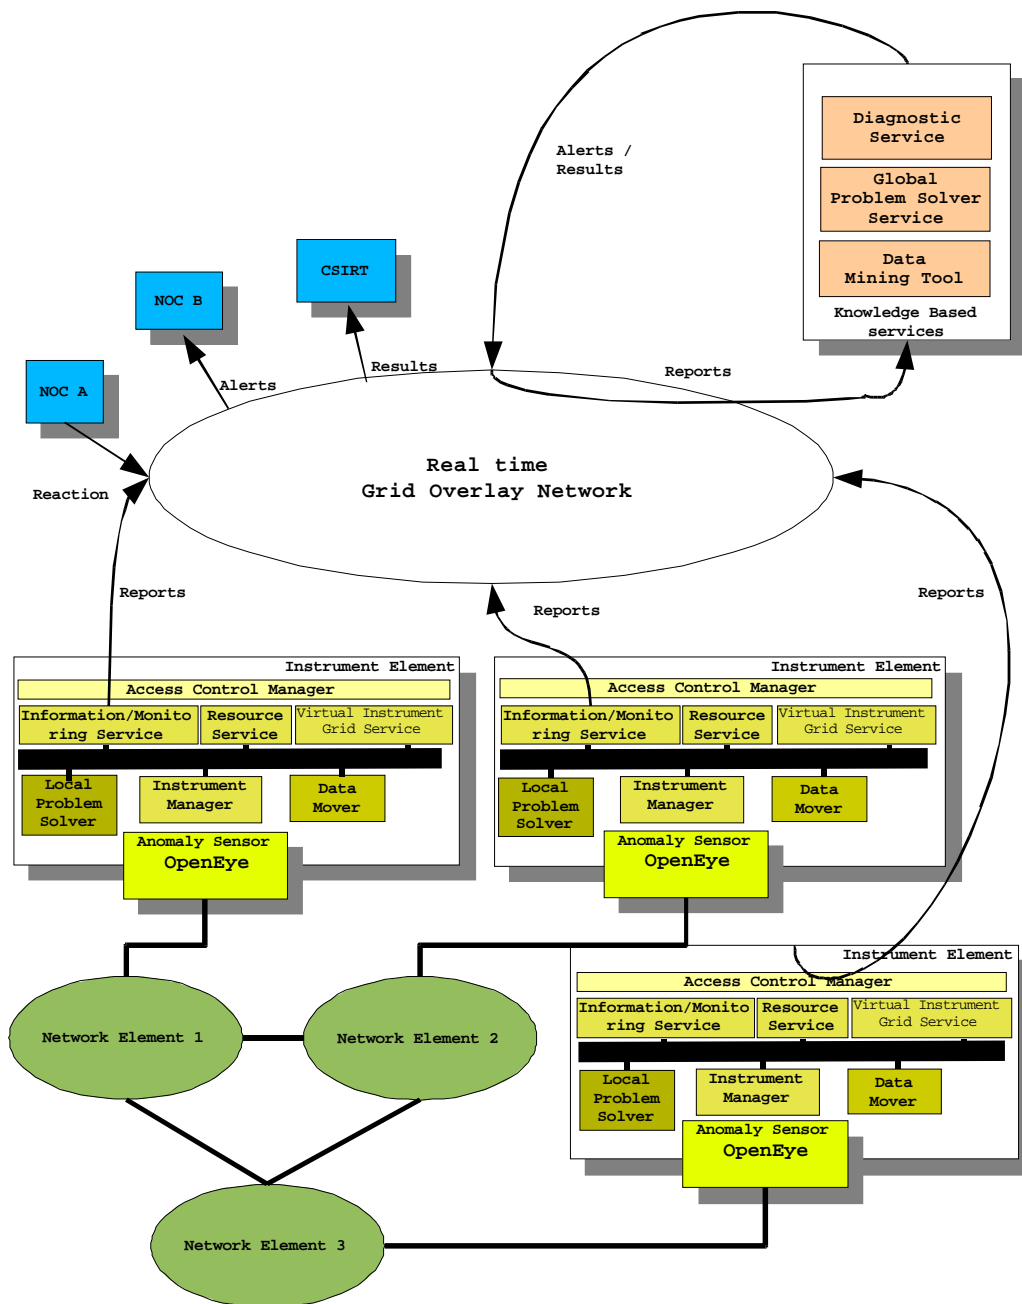 Diagnostic
Service
Alerts /
Results
Global
Problem Solver
Service
Data
Mining Tool
Knowledge Based
services
CSIRT
NOC B
NOC A
Results
Alerts
Reports
Real time
Grid Overlay Network
Reaction
Reports
Reports
Reports
Instrument Element
Access Control Manager
Information/Monito
ring Service
Resource
Service
Virtual Instrument
Grid Service
Local
Problem
Solver
Instrument
Manager
Data
Mover
Anomaly Sensor
OpenEye
Instrument Element
Access Control Manager
Information/Monito
ring Service
Resource
Service
Virtual Instrument
Grid Service
Local
Problem
Solver
Instrument
Manager
Data
Mover
Anomaly Sensor
OpenEye
Instrument Element
Access Control Manager
Information/Monito
ring Service
Resource
Service
Virtual Instrument
Grid Service
Local
Problem
Solver
Instrument
Manager
Data
Mover
Anomaly Sensor
OpenEye
Network Element 1
Network Element 2
Network Element 3